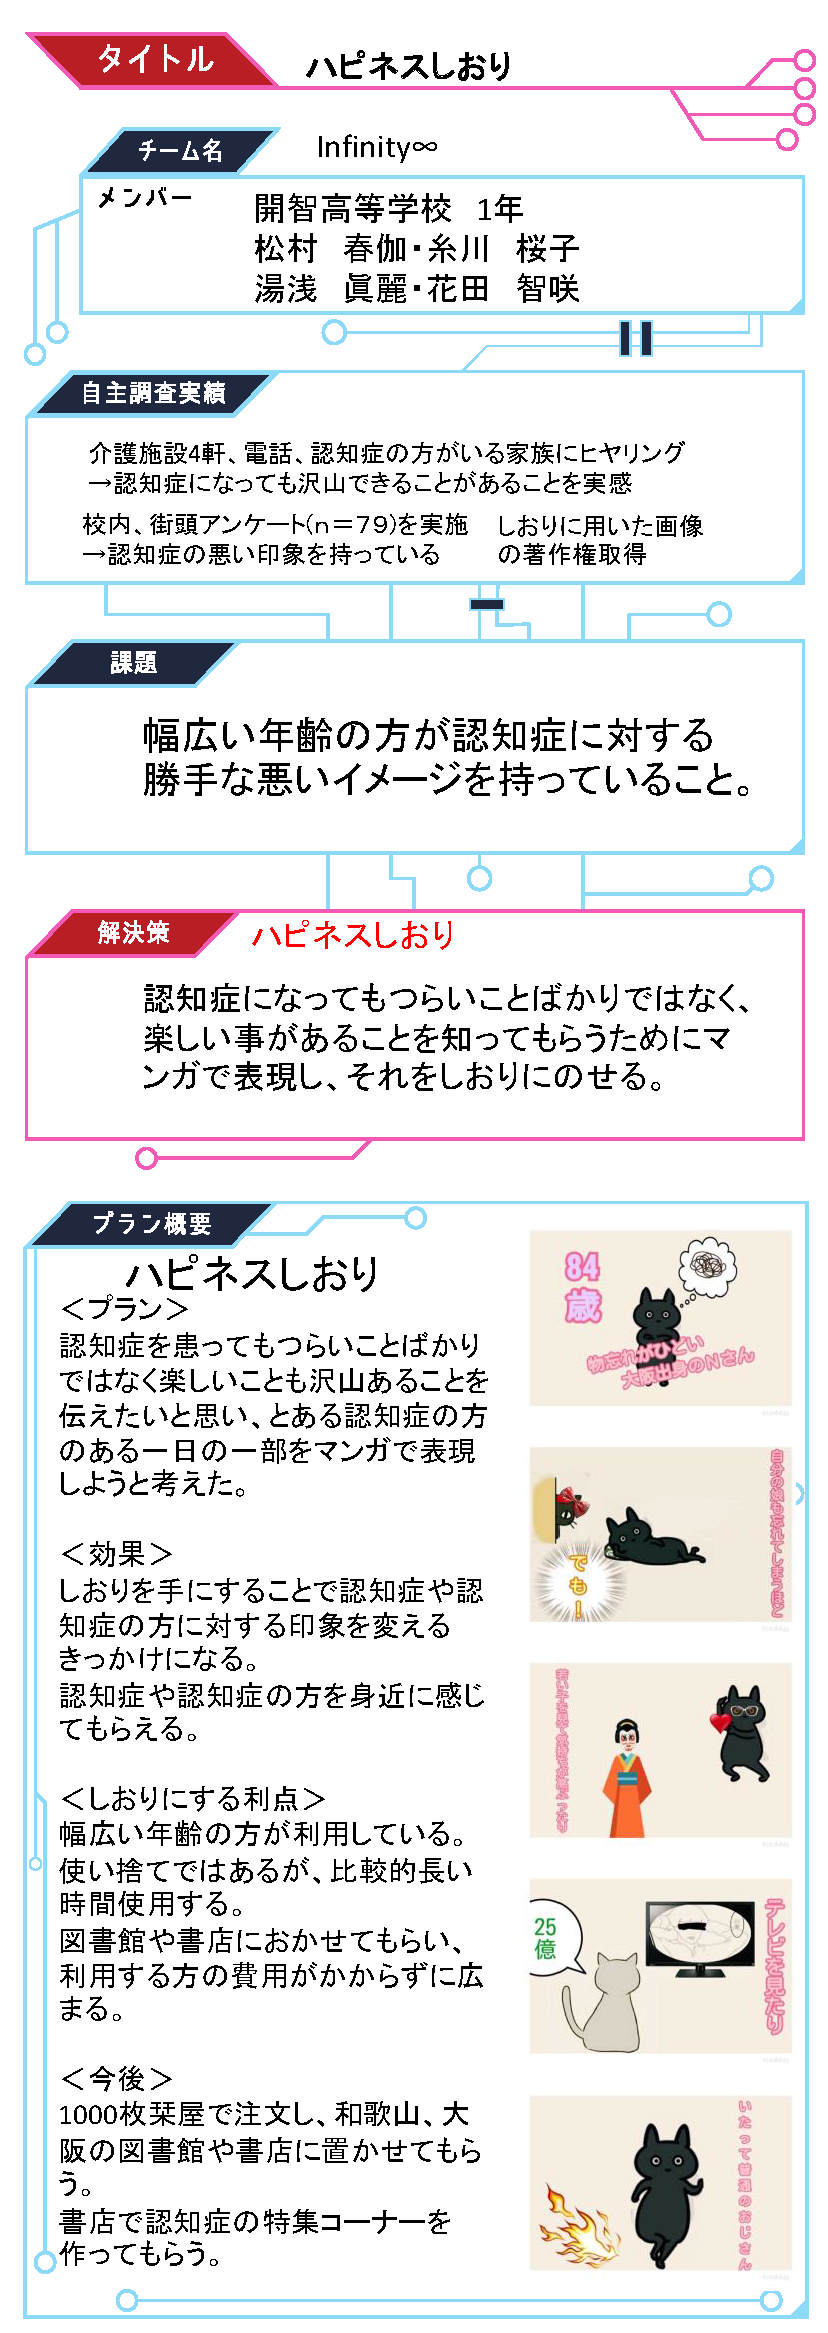 タイトル
ハピネスしおり
チーム名
Infinity∞
メンバー
開智高等学校　1年
松村　春伽・糸川　桜子
湯浅　眞麗・花田　智咲
自主調査実績
介護施設4軒、電話、認知症の方がいる家族にヒヤリング
→認知症になっても沢山できることがあることを実感
校内、街頭アンケート(ｎ＝79)を実施
→認知症の悪い印象を持っている
しおりに用いた画像
の著作権取得
課題
幅広い年齢の方が認知症に対する
勝手な悪いイメージを持っていること。
解決策
ハピネスしおり
認知症になってもつらいことばかりではなく、
楽しい事があることを知ってもらうためにマ
ンガで表現し、それをしおりにのせる。
プラン概要
ハピネスしおり
＜プラン＞
認知症を患ってもつらいことばかり
ではなく楽しいことも沢山あることを
伝えたいと思い、とある認知症の方
のある一日の一部をマンガで表現
しようと考えた。
＜効果＞
しおりを手にすることで認知症や認
知症の方に対する印象を変える
きっかけになる。
認知症や認知症の方を身近に感じ
てもらえる。
＜しおりにする利点＞
幅広い年齢の方が利用している。
使い捨てではあるが、比較的長い
時間使用する。
図書館や書店におかせてもらい、
利用する方の費用がかからずに広
まる。
＜今後＞
1000枚栞屋で注文し、和歌山、大
阪の図書館や書店に置かせてもら
う。
書店で認知症の特集コーナーを
作ってもらう。
84
歳
物忘れがひどい
大阪出身のNさん
自分の娘も忘れてしまうほど
でも！
若い子を見て気持ちが高ぶったり
25
億
テレビを見たり
いたって普通のおじさん